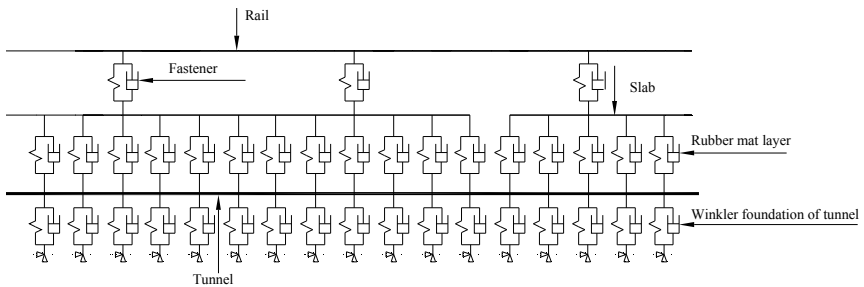 Rail
Fastener
Slab
Rubber mat layer
Winkler foundation of tunnel
Tunnel